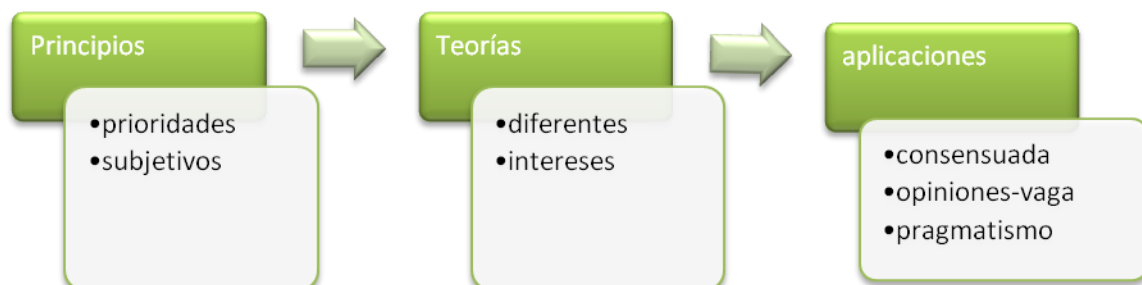 Principios
•prioridades
•subjetivos
Teorías
•diferentes
•intereses
aplicaciones
•consensuada
•opiniones-vaga
•pragmatismo